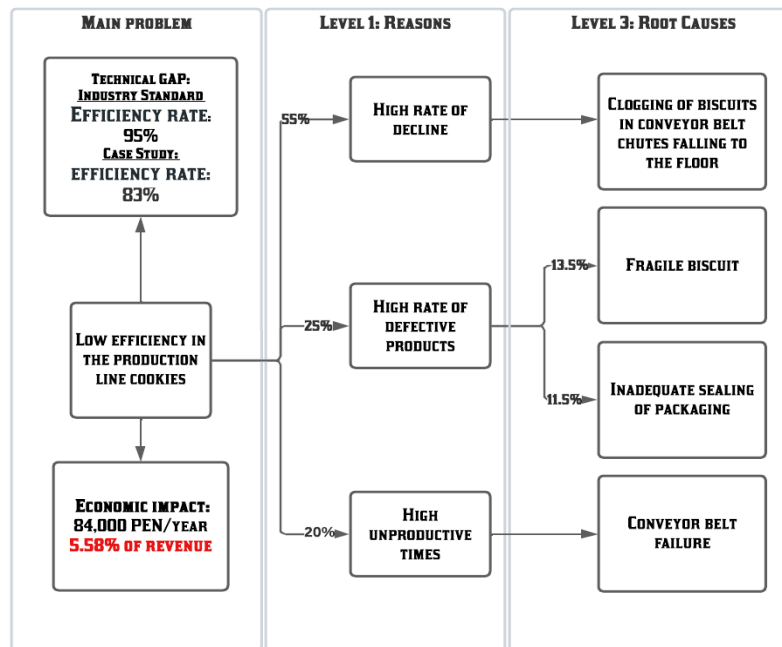 Main problem
Level 1: Reasons
Level 3: Root Causes
Technical GAP:
Industry Standard
Efficiency rate:
95%
Case Study:
efficiency rate:
83%
Low efficiency in
the production
line cookies
Economic impact:
84,000 PEN/year
5.58% of revenue
55%
High rate of
decline
25%
High rate of
defective
products
20%
High
unproductive
times
Clogging of biscuits
in conveyor belt
chutes falling to
the floor
13.5%
Fragile biscuit
11.5%
Inadequate sealing
of packaging
Conveyor belt
failure